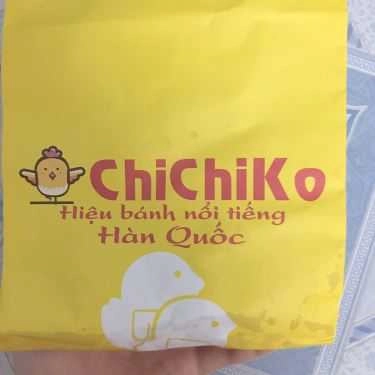 ChiChiKo
Hiệu bánh nổi tiếng
Hàn Quốc